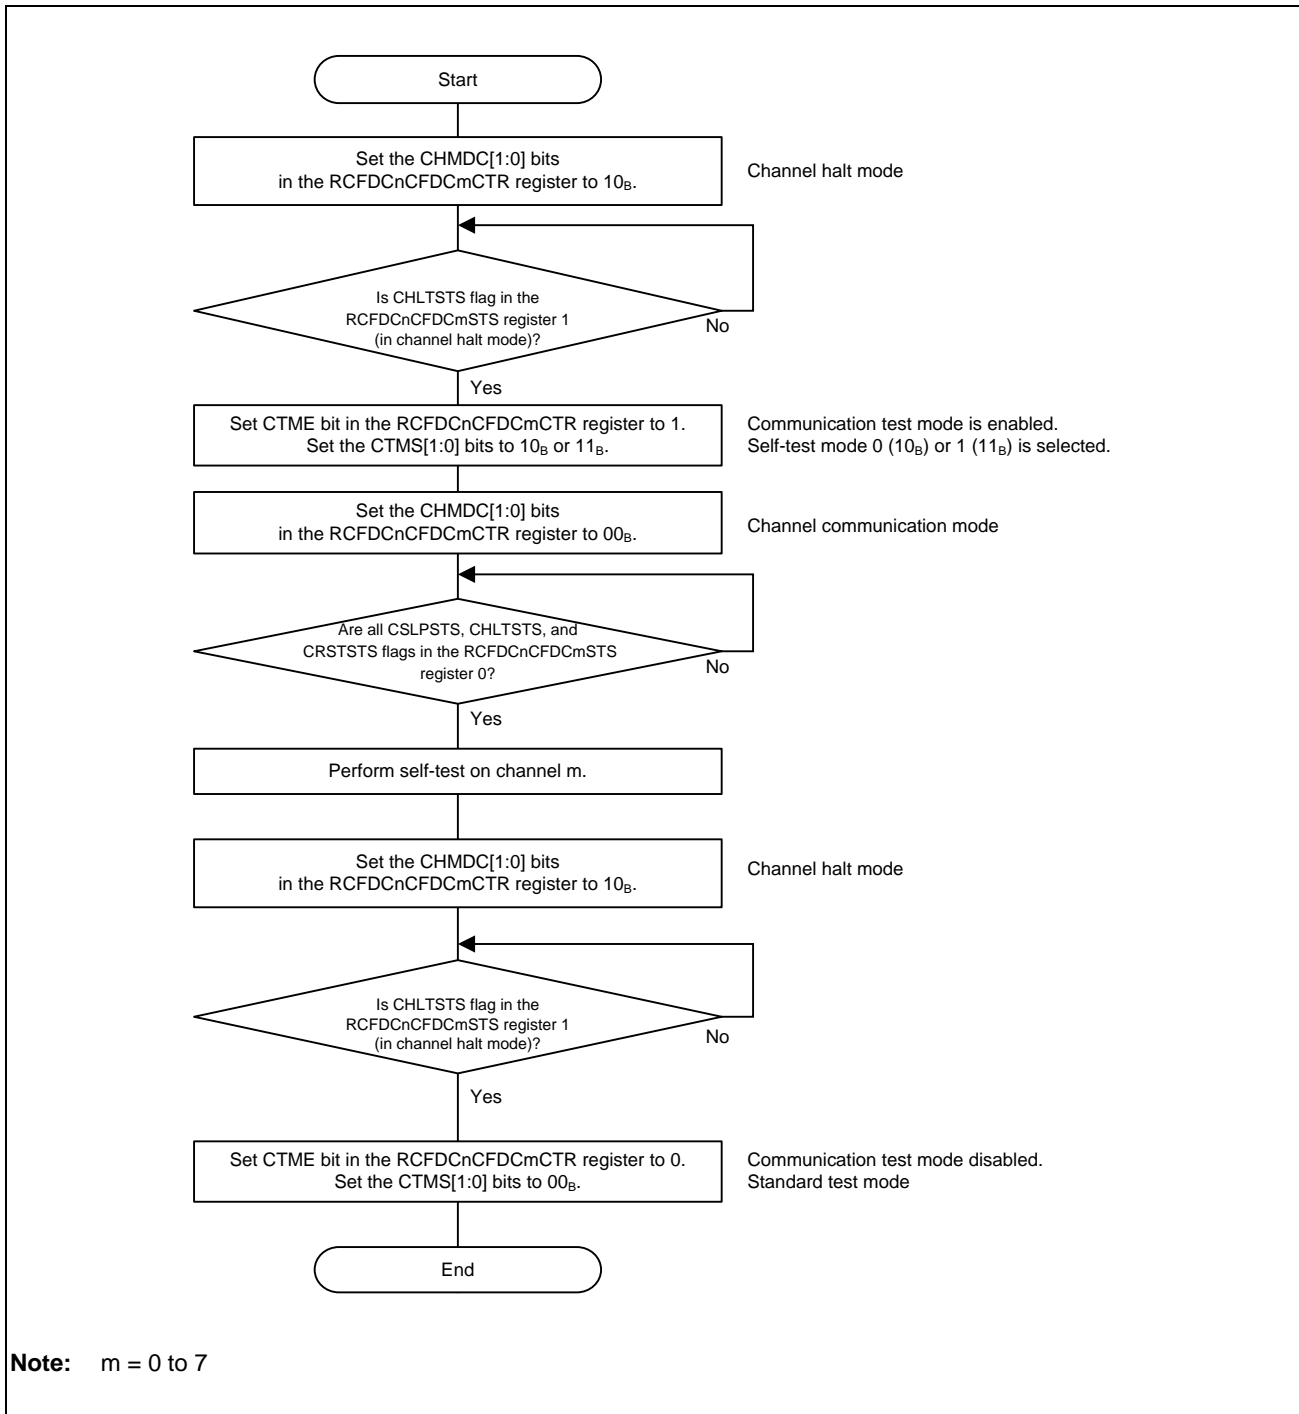 Start
Set the CHMDC[1:0] bits
in the RCFDCnCFDCmCTR register to 10B.
Channel halt mode
Is CHLTSTS flag in the
RCFDCnCFDCmSTS register 1
(in channel halt mode)?
No
Yes
Set CTME bit in the RCFDCnCFDCmCTR register to 1.
Set the CTMS[1:0] bits to 10B or 11B.
Communication test mode is enabled.
Self-test mode 0 (10B) or 1 (11B) is selected.
Set the CHMDC[1:0] bits
in the RCFDCnCFDCmCTR register to 00B.
Channel communication mode
Are all CSLPSTS, CHLTSTS, and
CRSTSTS flags in the RCFDCnCFDCmSTS
register 0?
No
Yes
Perform self-test on channel m.
Set the CHMDC[1:0] bits
in the RCFDCnCFDCmCTR register to 10B.
Channel halt mode
Is CHLTSTS flag in the
RCFDCnCFDCmSTS register 1
(in channel halt mode)?
No
Yes
Set CTME bit in the RCFDCnCFDCmCTR register to 0.
Set the CTMS[1:0] bits to 00B.
Communication test mode disabled.
Standard test mode
End
Note: m = 0 to 7